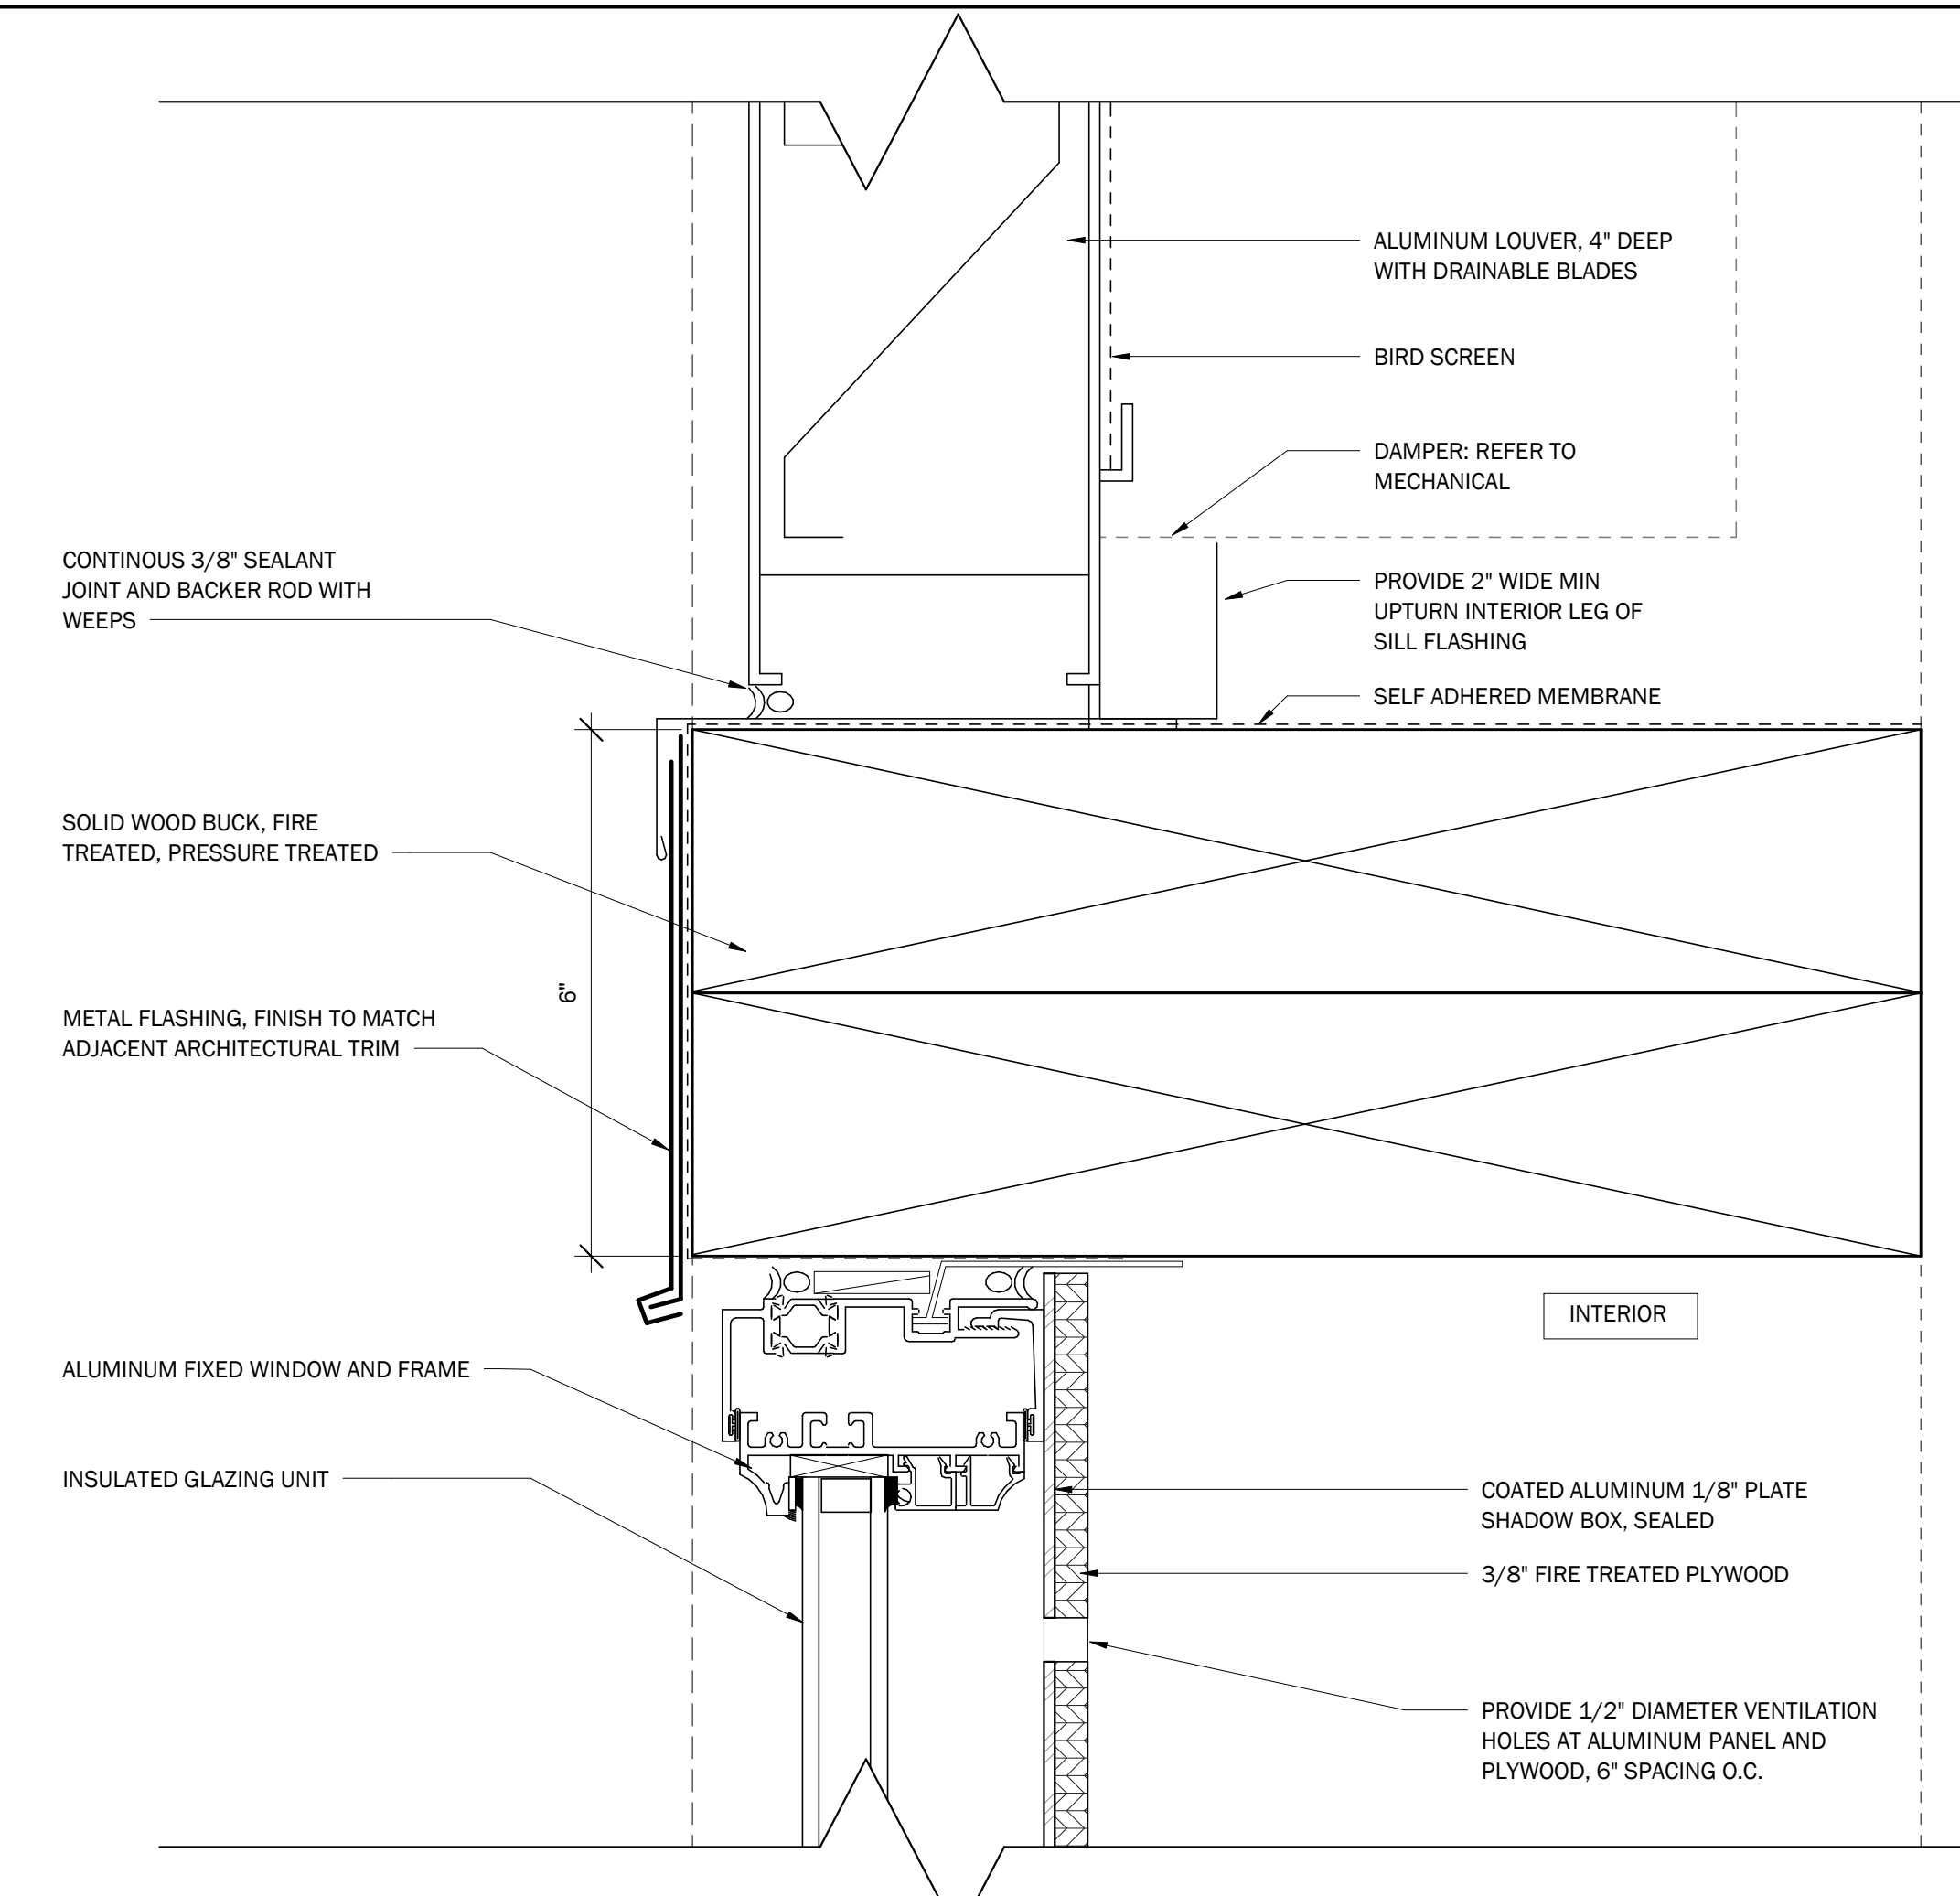 ALUMINUM LOUVER, 4" DEEP
WITH DRAINABLE BLADES
BIRD SCREEN
DAMPER: REFER TO
MECHANICAL
CONTINOUS 3/8" SEALANT
JOINT AND BACKER ROD WITH
WEEPS
PROVIDE 2" WIDE MIN
UPTURN INTERIOR LEG OF
SILL FLASHING
SELF ADHERED MEMBRANE
SOLID WOOD BUCK, FIRE
TREATED, PRESSURE TREATED
6"
METAL FLASHING, FINISH TO MATCH
ADJACENT ARCHITECTURAL TRIM
INTERIOR
ALUMINUM FIXED WINDOW AND FRAME
INSULATED GLAZING UNIT
COATED ALUMINUM 1/8" PLATE
SHADOW BOX, SEALED
3/8" FIRE TREATED PLYWOOD
PROVIDE 1/2" DIAMETER VENTILATION
HOLES AT ALUMINUM PANEL AND
PLYWOOD, 6" SPACING O.C.